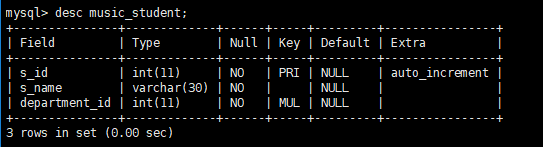 mysql> desc music_student;
+---------------+-------------+------+-----+---------+----------------+
| Field         | Type        | Null | Key | Default | Extra          |
+---------------+-------------+------+-----+---------+----------------+
| s_id          | int(11)     | NO   | PRI | NULL    | auto_increment |
| s_name        | varchar(30) | NO   |     | NULL    |                |
| department_id | int(11)     | NO   | MUL | NULL    |                |
+---------------+-------------+------+-----+---------+----------------+
3 rows in set (0.00 sec)